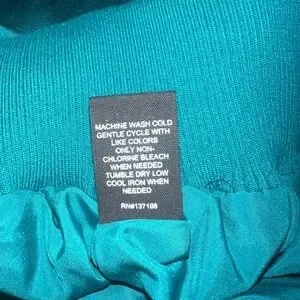 MACHINE WASH COLD
GENTLE CYCLE WITH
LIKE COLORS
ONLY NON-
CHLORINE BLEACH
WHEN NEEDED
TUMBLE DRY LOW
COOL IRON WHEN
NEEDED
RN#137196